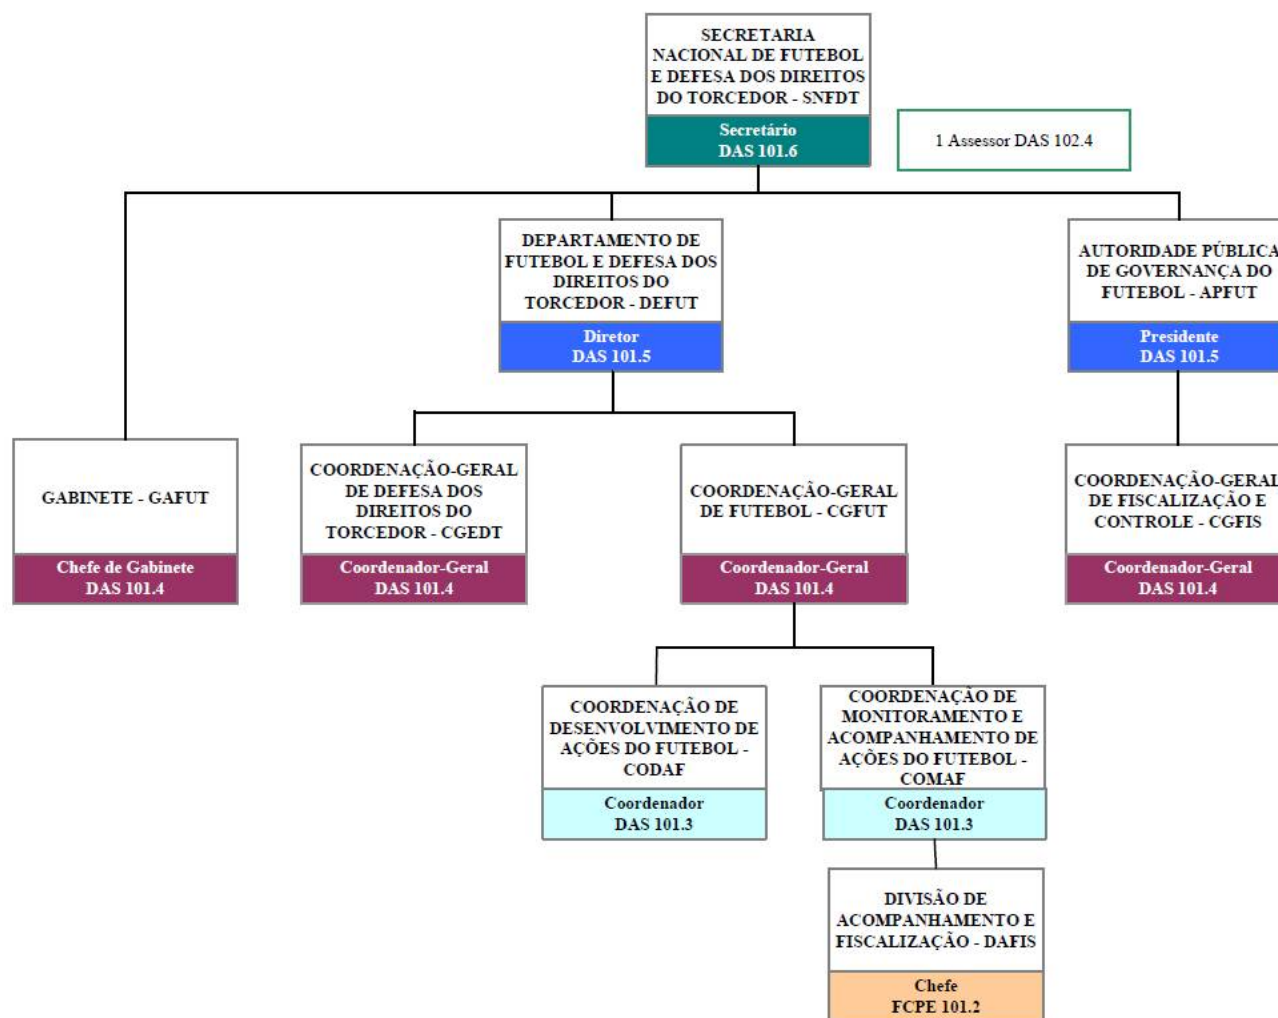 SECRETARIA
NACIONAL DE FUTEBOL
E DEFESA DOS DIREITOS
DO TORCEDOR - SNFDT
Secretário
DAS 101.6
1 Assessor DAS 102.4
DEPARTAMENTO DE
FUTEBOL E DEFESA DOS
DIREITOS DO
TORCEDOR - DEFUT
Diretor
DAS 101.5
AUTORIDADE PÚBLICA
DE GOVERNANÇA DO
FUTEBOL - APFUT
Presidente
DAS 101.5
GABINETE - GAFUT
Chefe de Gabinete
DAS 101.4
COORDENAÇÃO-GERAL
DE DEFESA DOS
DIREITOS DO
TORCEDOR - CGEDT
Coordenador-Geral
DAS 101.4
COORDENAÇÃO-GERAL
DE FUTEBOL - CGFUT
Coordenador-Geral
DAS 101.4
COORDENAÇÃO-GERAL
DE FISCALIZAÇÃO E
CONTROLE - CGFIS
Coordenador-Geral
DAS 101.4
COORDENAÇÃO DE
DESENVOLVIMENTO DE
AÇÕES DO FUTEBOL -
CODAF
Coordenador
DAS 101.3
COORDENAÇÃO DE
MONITORAMENTO E
ACOMPANHAMENTO DE
AÇÕES DO FUTEBOL -
COMAF
Coordenador
DAS 101.3
DIVISÃO DE
ACOMPANHAMENTO E
FISCALIZAÇÃO - DAFIS
Chefe
FCPE 101.2